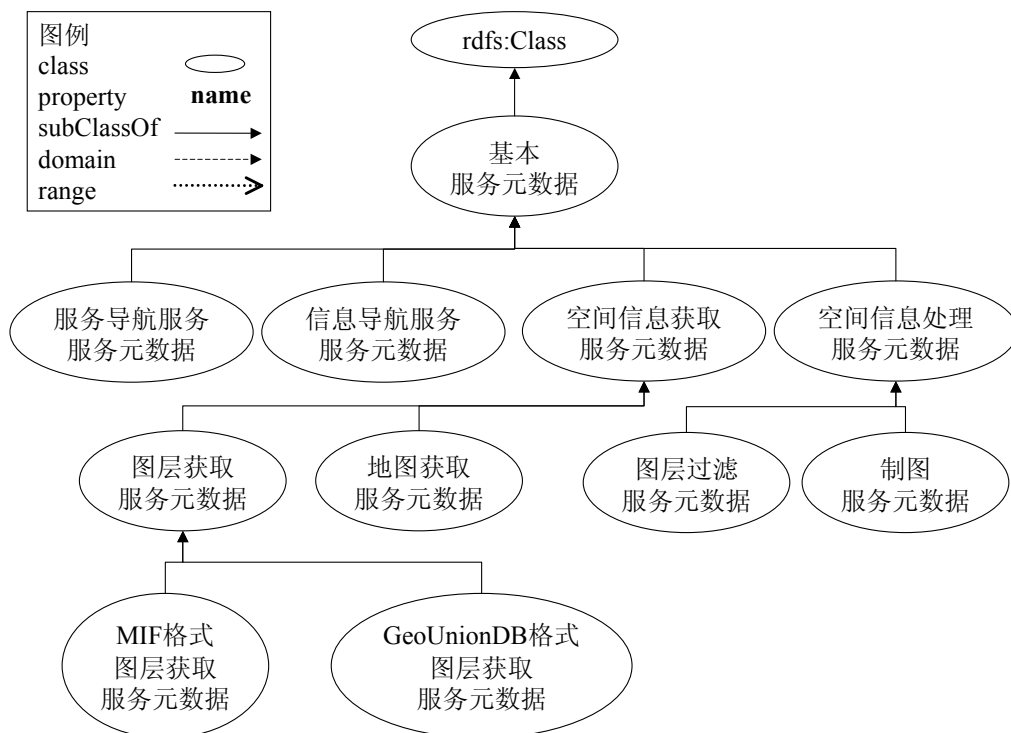 图例
class
property name
subClassOf
domain
range
rdfs:Class
基本
服务元数据
服务导航服务
服务元数据
信息导航服务
服务元数据
空间信息获取
服务元数据
空间信息处理
服务元数据
图层获取
服务元数据
地图获取
服务元数据
图层过滤
服务元数据
制图
服务元数据
MIF格式
图层获取
服务元数据
GeoUnionDB格式
图层获取
服务元数据